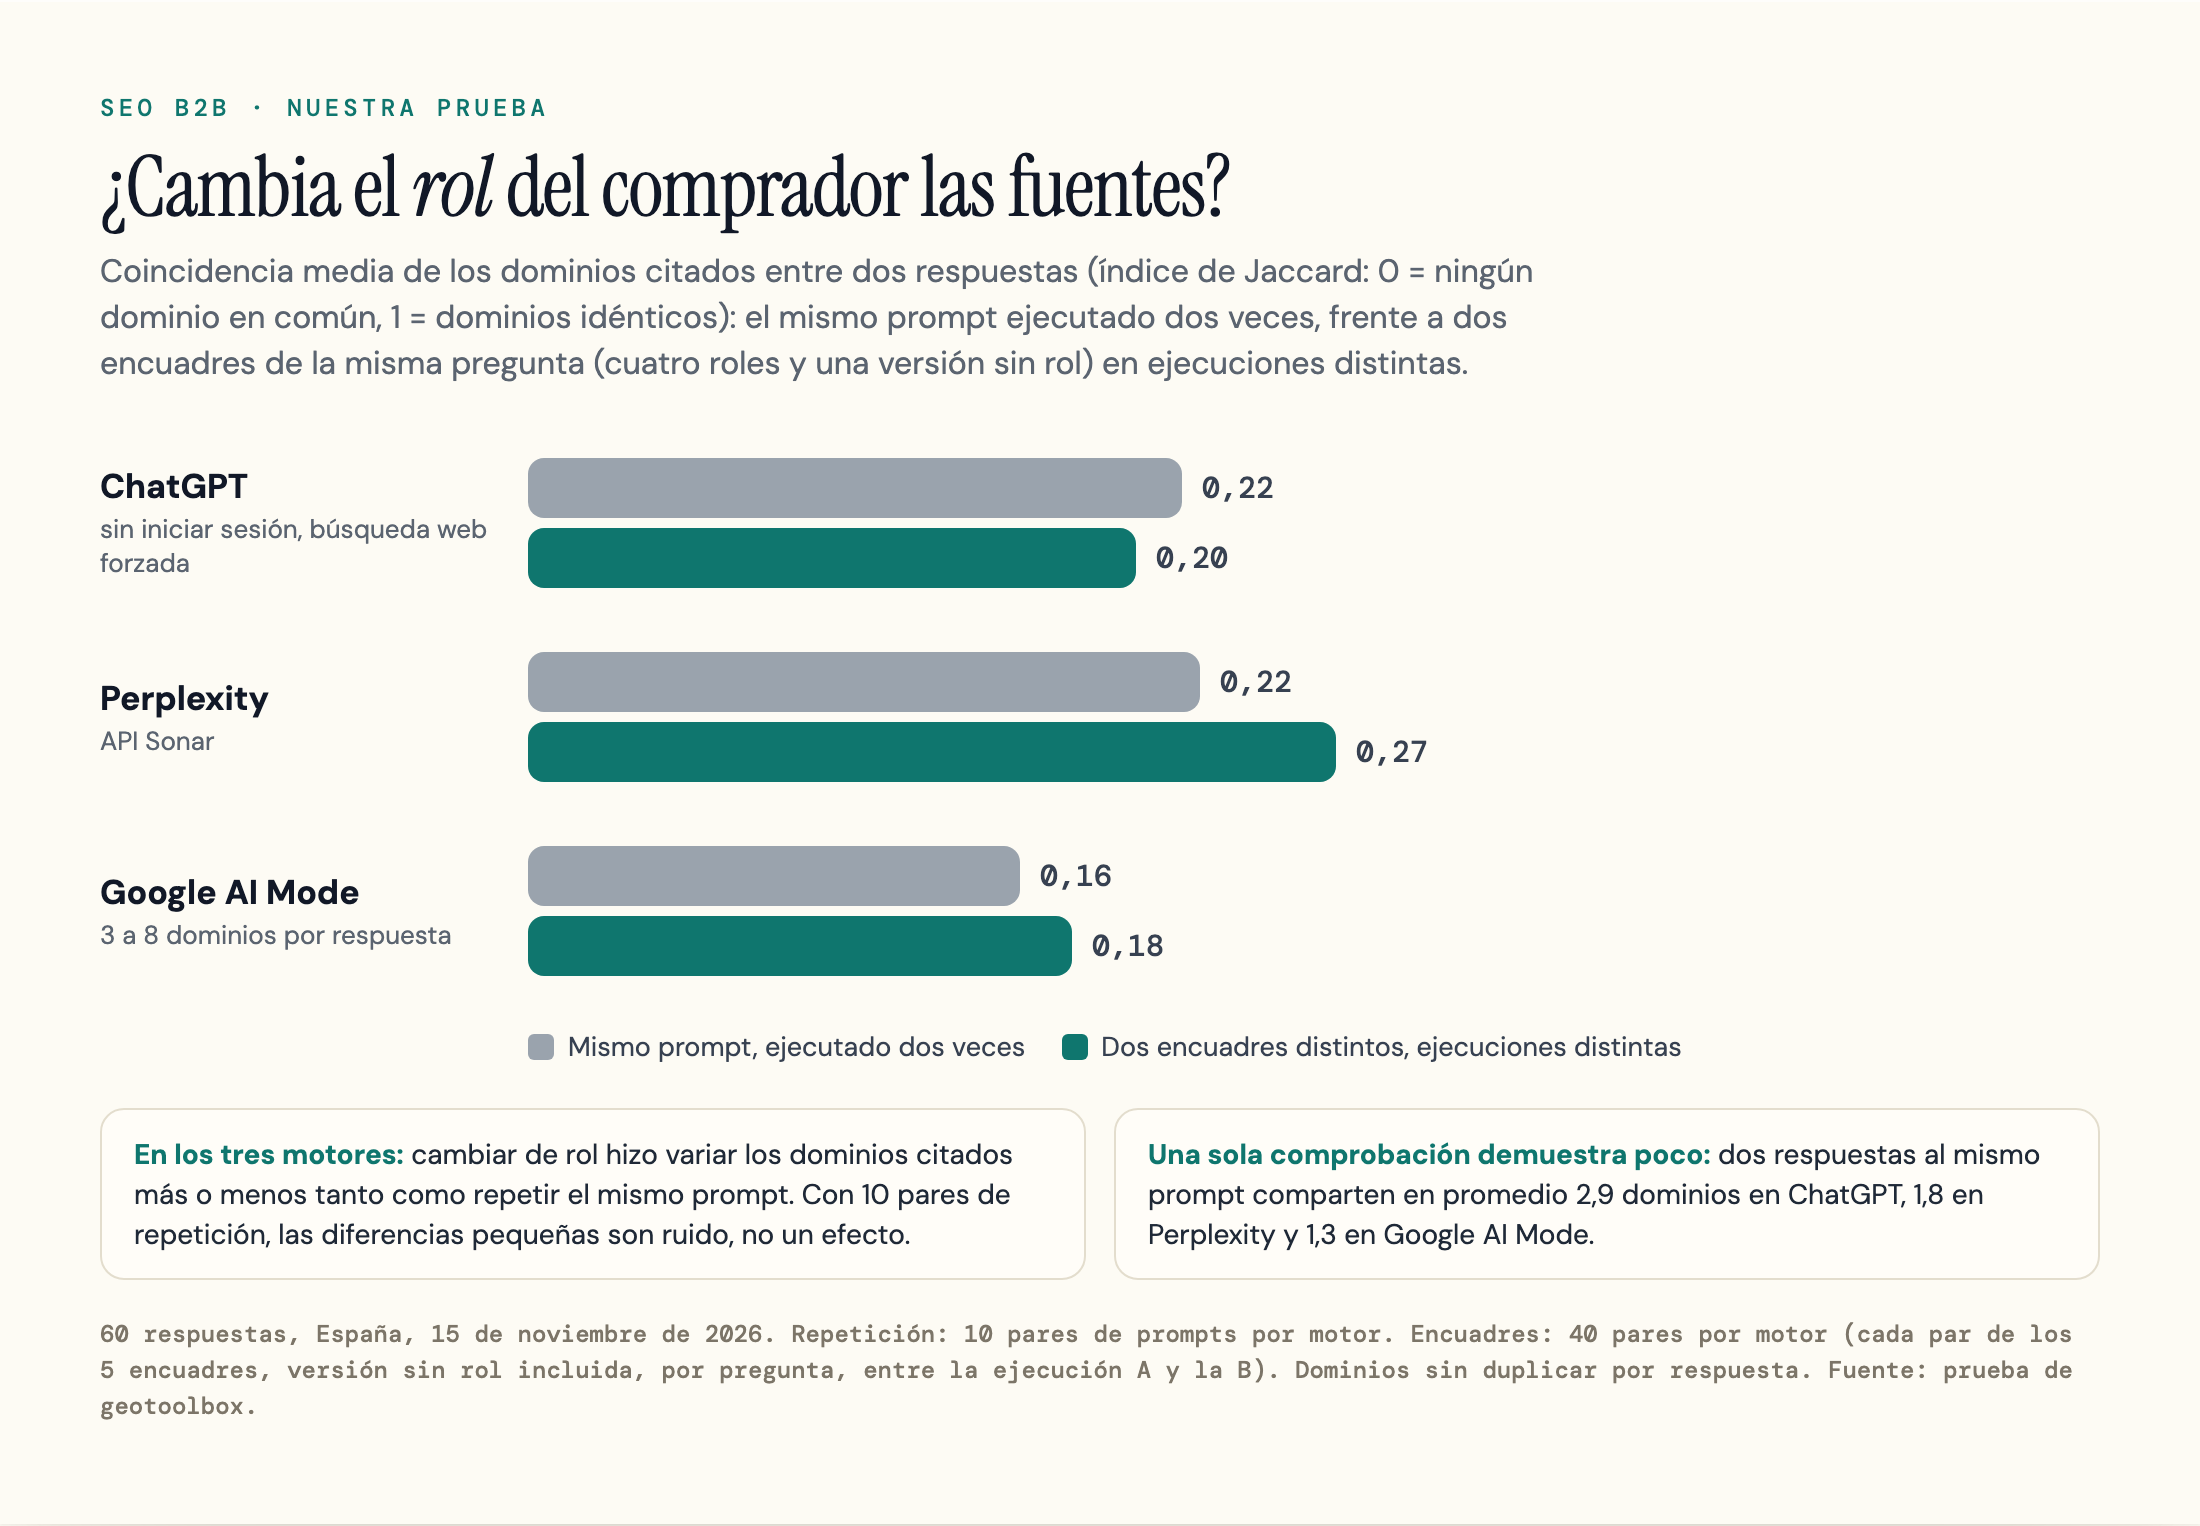 SEO B2B · NUESTRA PRUEBA
¿Cambia el rol del comprador las fuentes?
Coincidencia media de los dominios citados entre dos respuestas (índice de Jaccard: 0 = ningún
dominio en común, 1 = dominios idénticos): el mismo prompt ejecutado dos veces, frente a dos
encuadres de la misma pregunta (cuatro roles y una versión sin rol) en ejecuciones distintas.
ChatGPT
sin iniciar sesión, búsqueda web
forzada
0,22
0,20
Perplexity
API Sonar
0,22
0,27
Google AI Mode
3 a 8 dominios por respuesta
0,16
0,18
Mismo prompt, ejecutado dos veces
Dos encuadres distintos, ejecuciones distintas
En los tres motores: cambiar de rol hizo variar los dominios citados
más o menos tanto como repetir el mismo prompt. Con 10 pares de
repetición, las diferencias pequeñas son ruido, no un efecto.
Una sola comprobación demuestra poco: dos respuestas al mismo
prompt comparten en promedio 2,9 dominios en ChatGPT, 1,8 en
Perplexity y 1,3 en Google AI Mode.
60 respuestas, España, 15 de noviembre de 2026. Repetición: 10 pares de prompts por motor. Encuadres: 40 pares por motor (cada par de los
5 encuadres, versión sin rol incluida, por pregunta, entre la ejecución A y la B). Dominios sin duplicar por respuesta. Fuente: prueba de
geotoolbox.